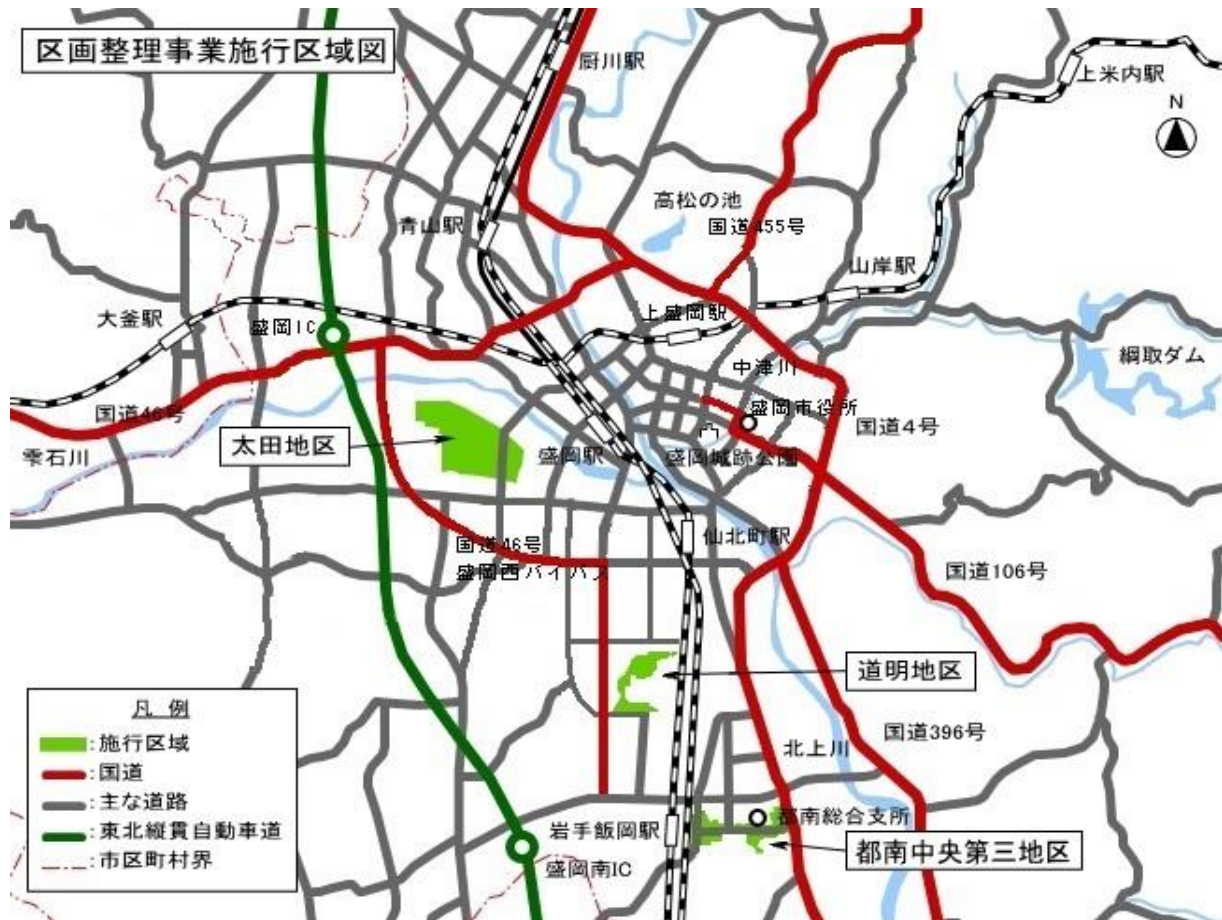 区画整理事業施行区域図
厨川駅
上米内駅
N
高松の池
青山駅
国道455号
山岸駅
大釜駅
盛岡IC
上盛岡駅
中津川
綱取ダム
国道46号
盛岡市役所
国道4号
太田地区
雫石川
盛岡駅
盛岡城跡公園
仙北町駅
国道46号
盛岡西バイパス
国道106号
道明地区
凡 例
:施行区域
:国道
:主な道路
:東北縦貫自動車道
:市区町村界
国道396号
北上川
岩手飯岡駅
都南総合支所
都南中央第三地区
盛岡南IC